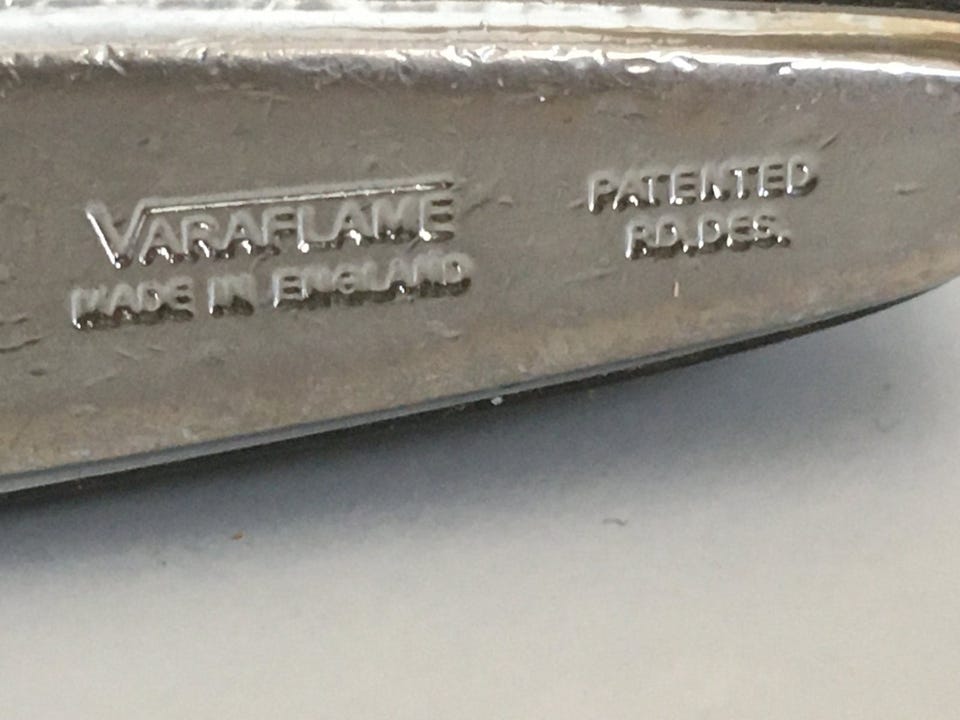 VARAFLAME
MADE IN ENGLAND
PATENTED
RD.DES.